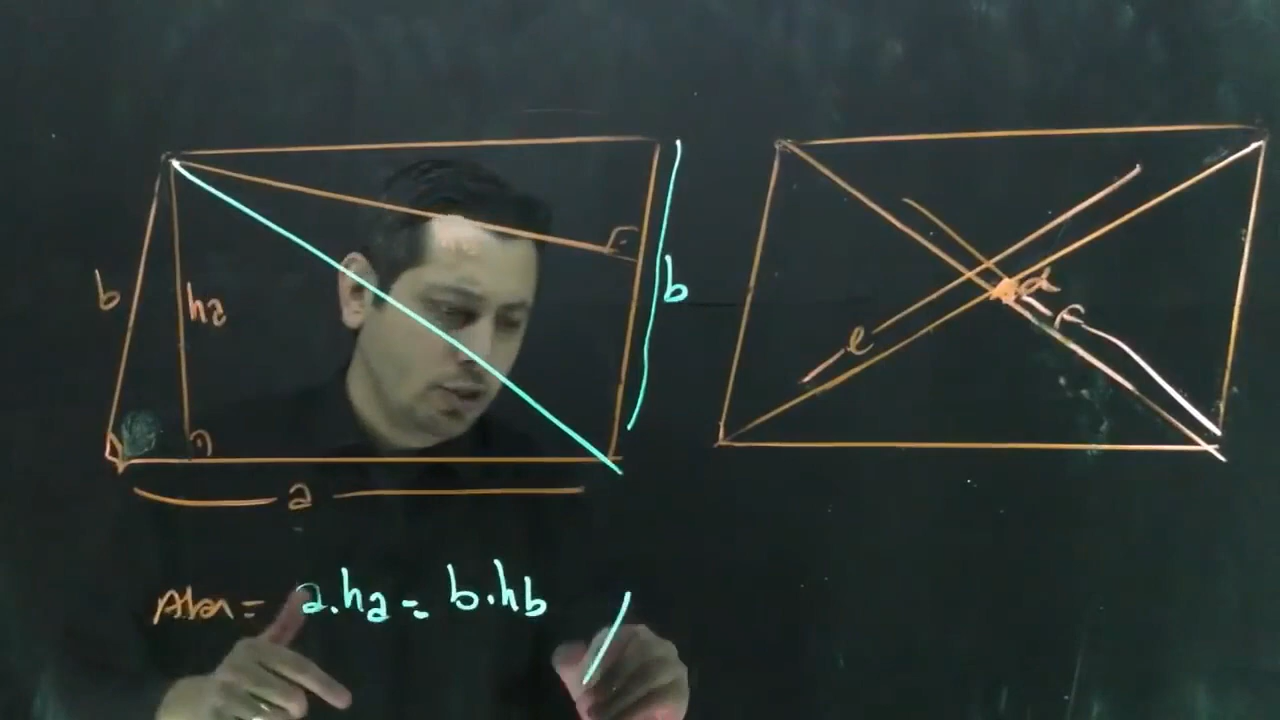 b
ha
b
a
e
α
f
Alan = a.ha = b.hb